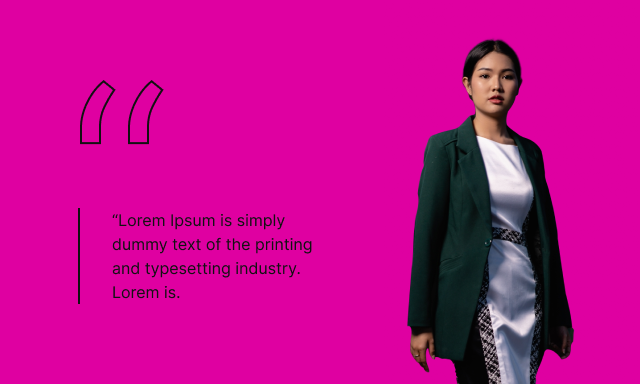 “Lorem Ipsum is simply
dummy text of the printing
and typesetting industry.
Lorem is.